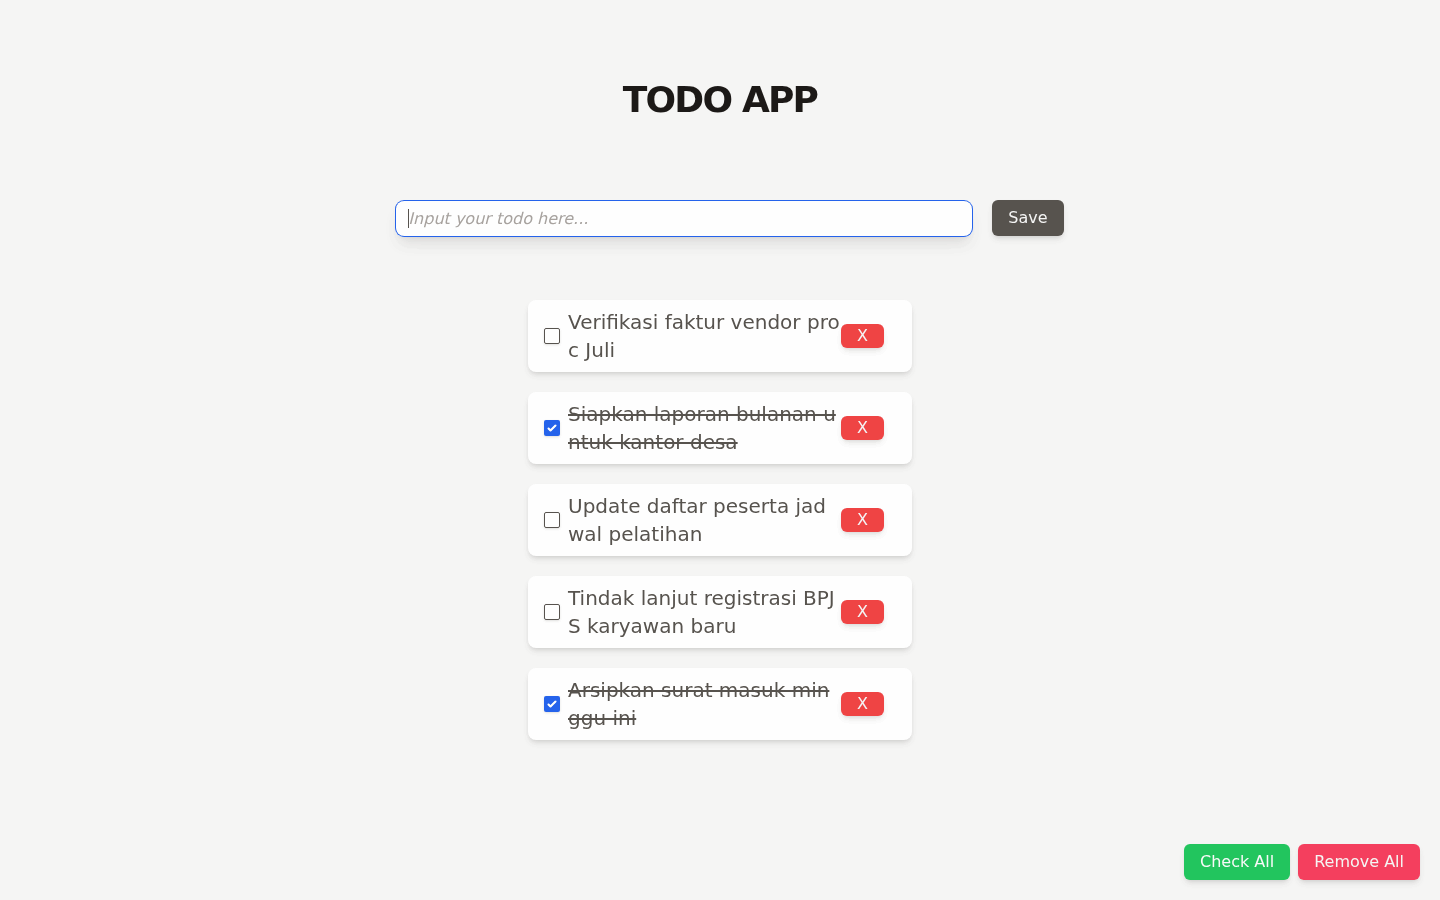 TODO APP
Input your todo here...
Save
Verifikasi faktur vendor pro
c Juli
X
Siapkan laporan bulanan u
ntuk kantor desa
X
Update daftar peserta jad
wal pelatihan
X
Tindak lanjut registrasi BPJ
S karyawan baru
X
Arsipkan surat masuk min
ggu ini
X
Check All
Remove All